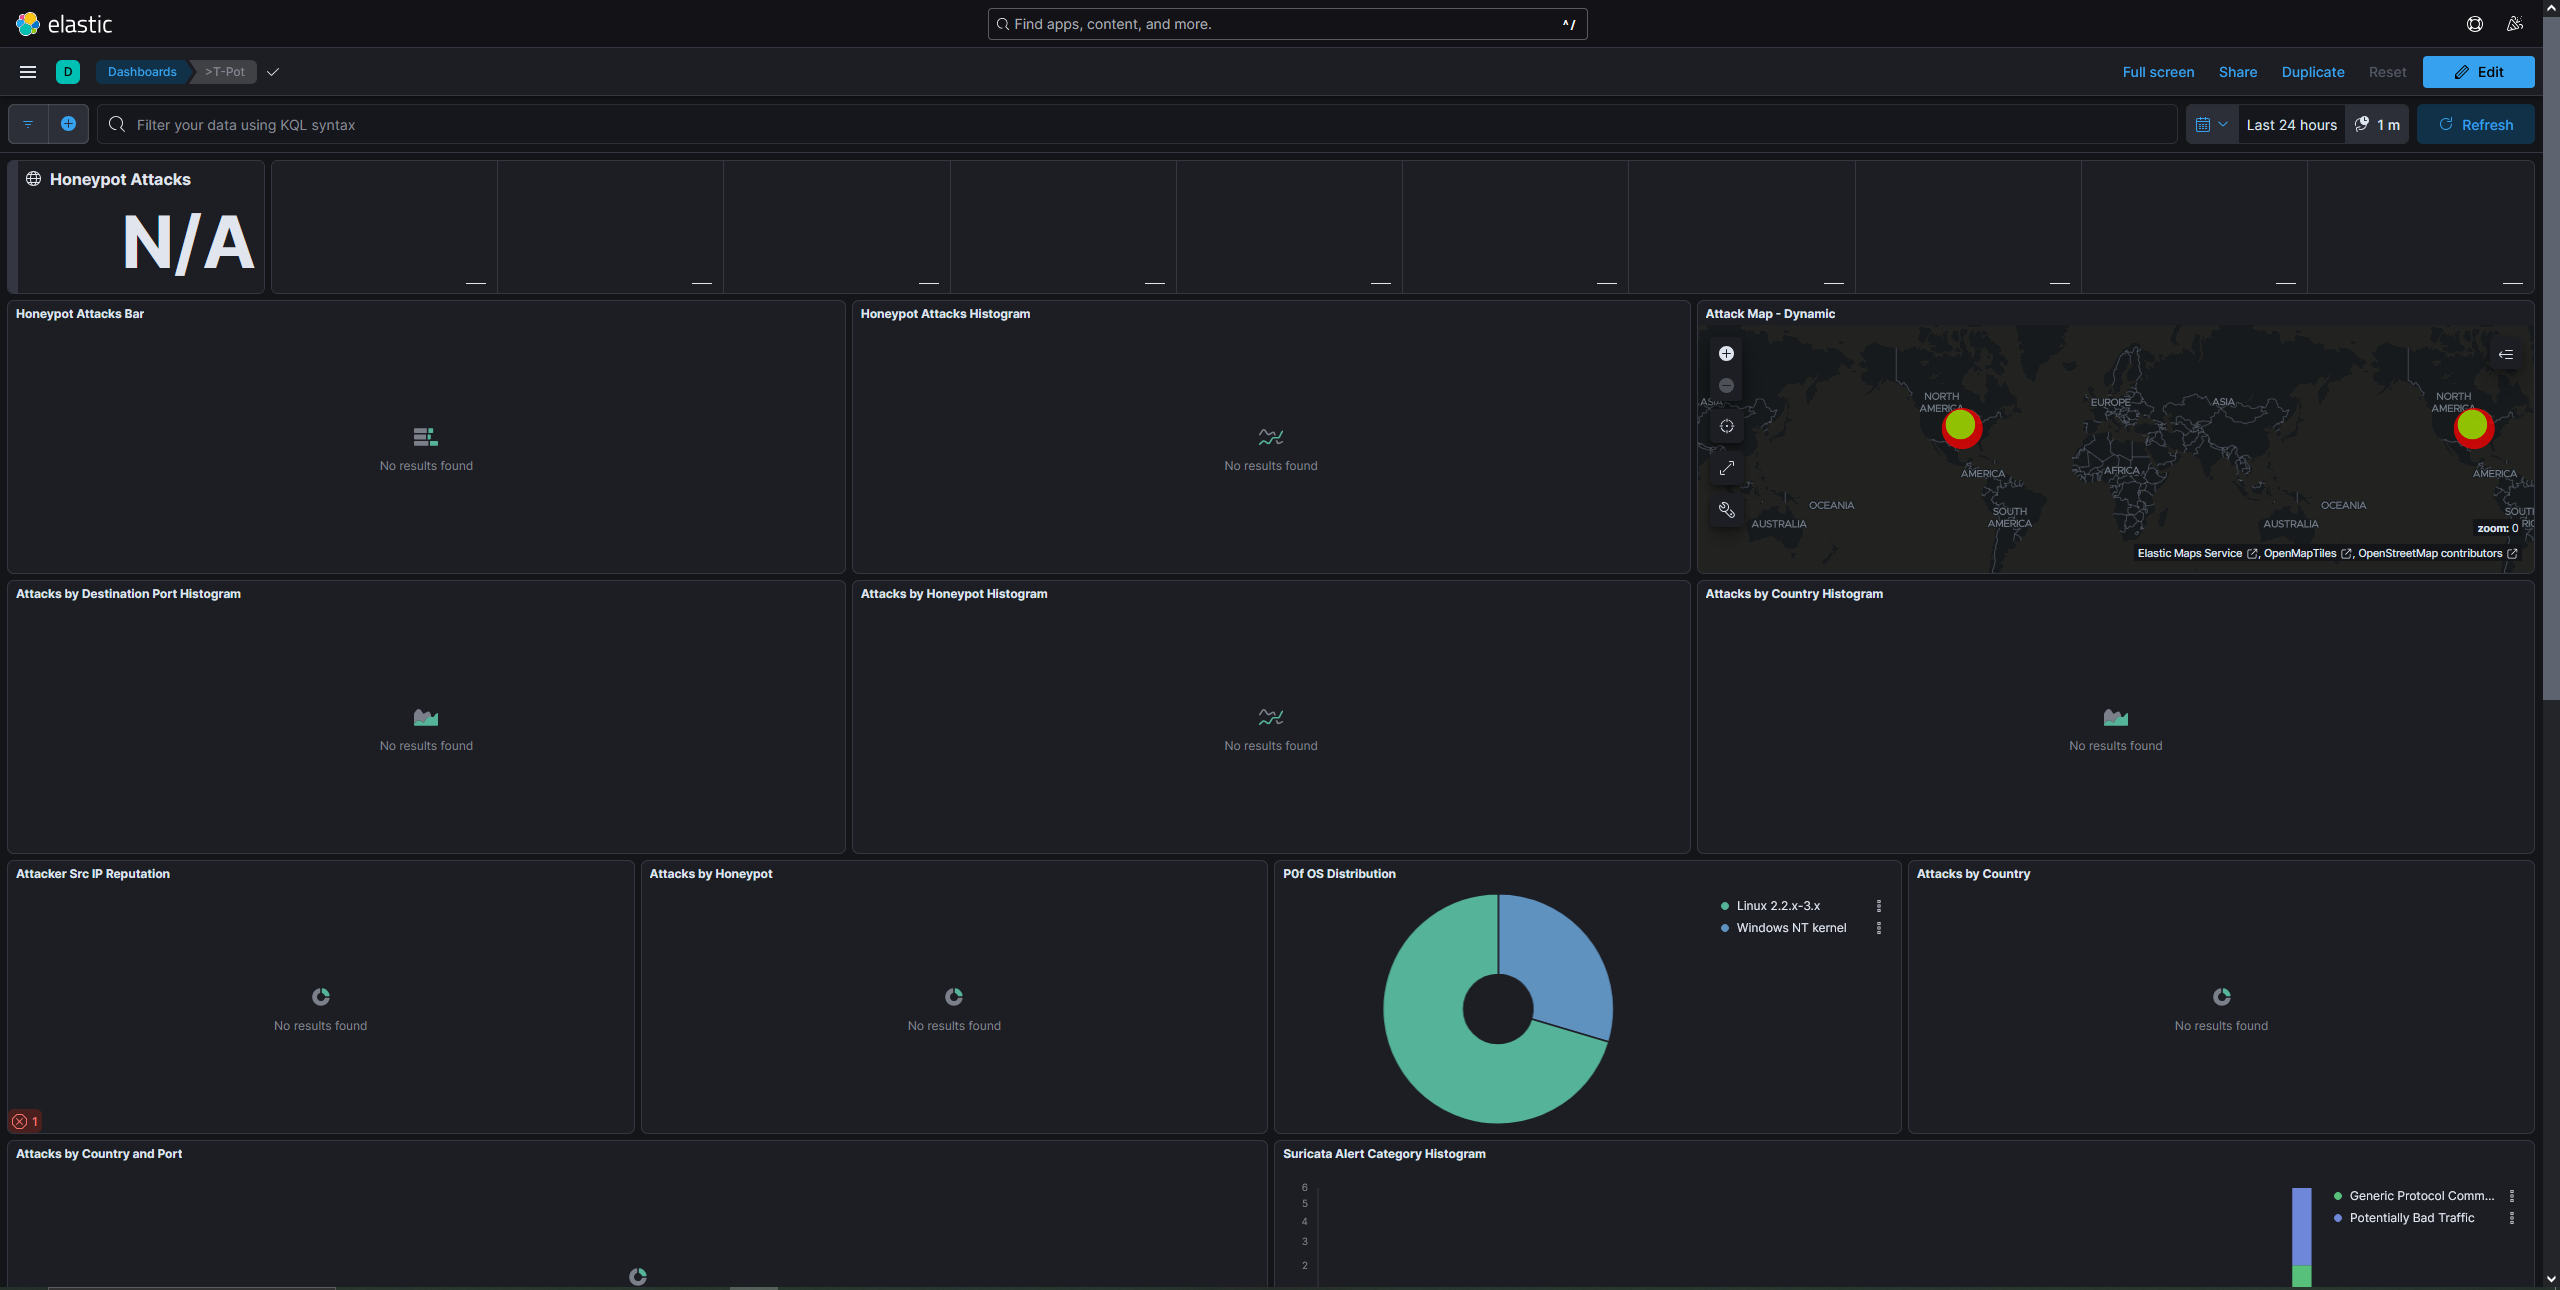 elastic
Find apps, content, and more.
^/
D
Dashboards
>T-Pot
Full screen
Share
Duplicate
Reset
Edit
Filter your data using KQL syntax
Last 24 hours
1 m
Refresh
Honeypot Attacks
N/A
Honeypot Attacks Bar
No results found
Honeypot Attacks Histogram
No results found
Attack Map - Dynamic
NORTH
AMERICA
EUROPE
ASIA
NORTH
AMERICA
ASIA
AMERICA
AFRICA
AMERICA
OCEANIA
OCEANIA
SOUTH
AMERICA
AUSTRALIA
AUSTRALIA
zoom: 0
Elastic Maps Service , OpenMapTiles , OpenStreetMap contributors
Attacks by Destination Port Histogram
No results found
Attacks by Honeypot Histogram
No results found
Attacks by Country Histogram
No results found
Attacker Src IP Reputation
No results found
1
Attacks by Honeypot
No results found
P0f OS Distribution
Linux 2.2.x-3.x
Windows NT kernel
Attacks by Country
No results found
Attacks by Country and Port
Suricata Alert Category Histogram
6
5
4
3
2
Generic Protocol Comm...
Potentially Bad Traffic